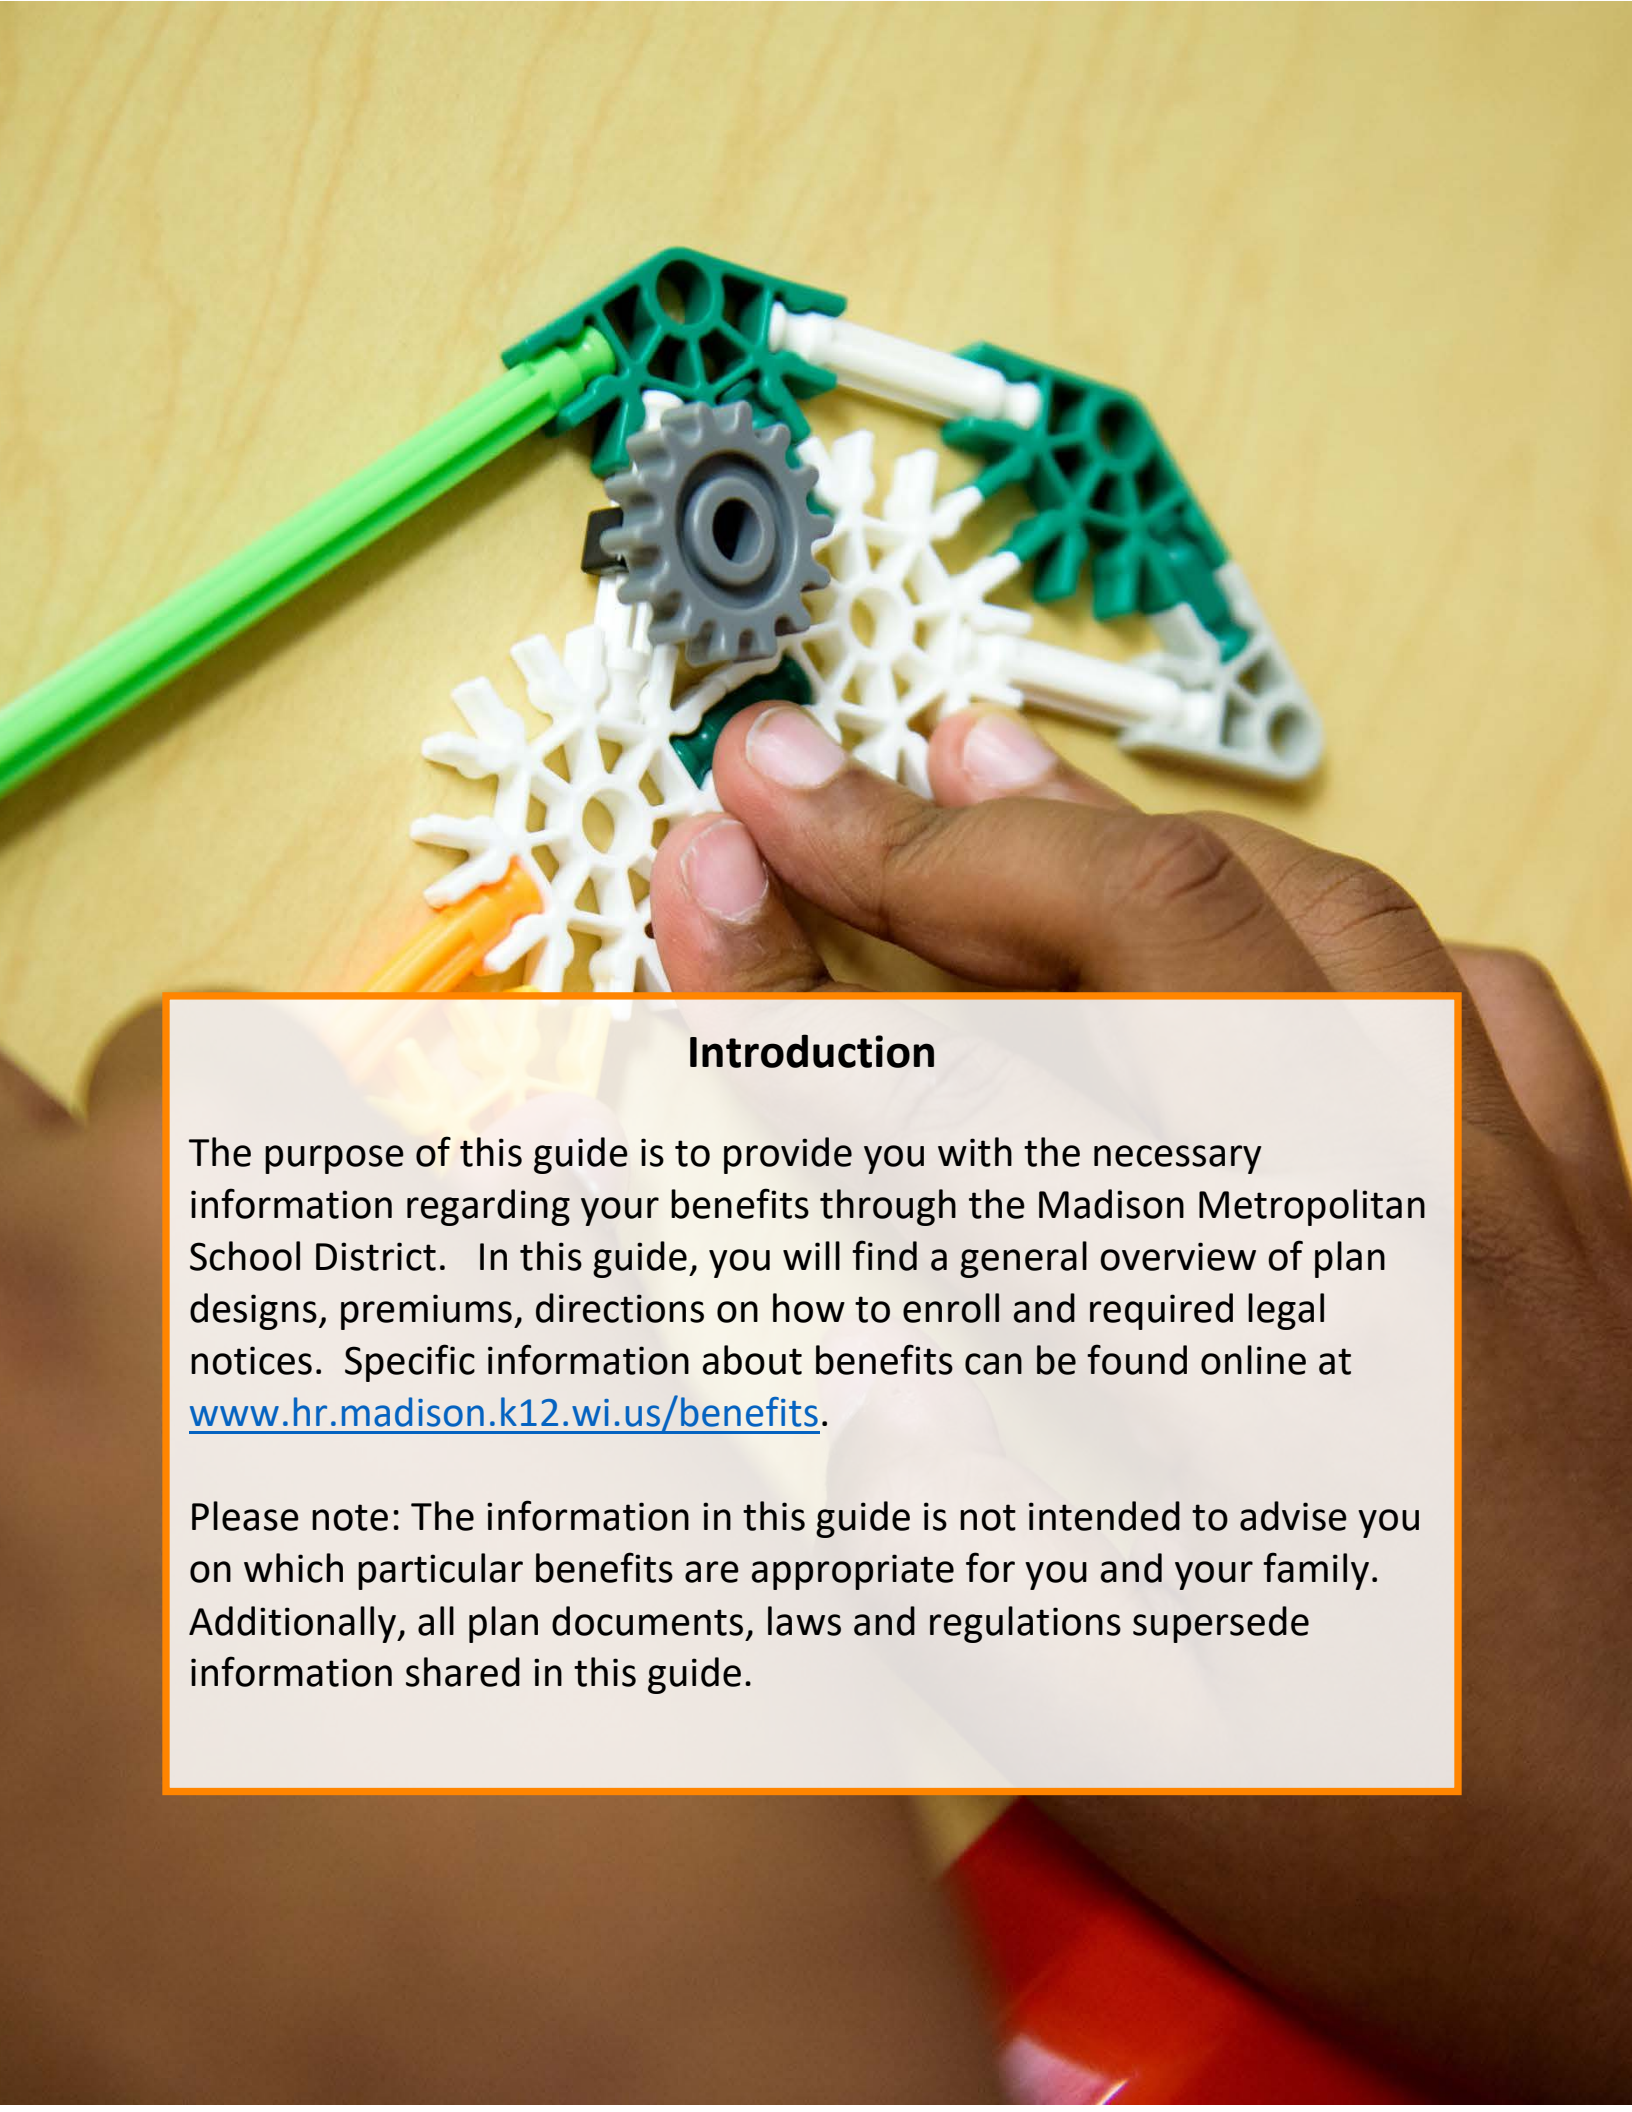 Introduction
The purpose of this guide is to provide you with the necessary
information regarding your benefits through the Madison Metropolitan
School District.   In this guide, you will find a general overview of plan
designs, premiums, directions on how to enroll and required legal
notices.  Specific information about benefits can be found online at
www.hr.madison.k12.wi.us/benefits.
Please note: The information in this guide is not intended to advise you
on which particular benefits are appropriate for you and your family.
Additionally, all plan documents, laws and regulations supersede
information shared in this guide.